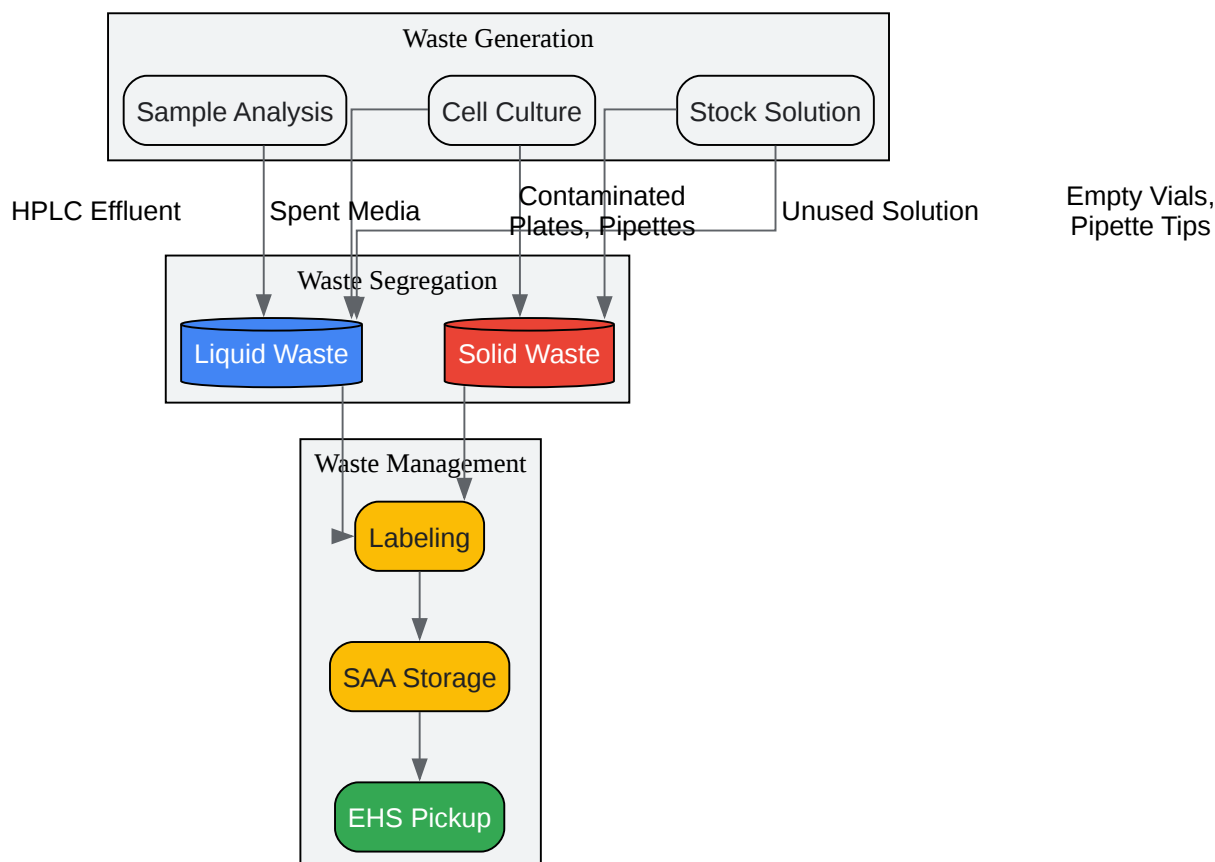 Waste Generation
Sample Analysis
Cell Culture
Stock Solution
HPLC Effluent
Spent Media
Contaminated
Plates, Pipettes
Unused Solution
Empty Vials,
Pipette Tips
Waste Segregation
Liquid Waste
Solid Waste
Waste Management
Labeling
SAA Storage
EHS Pickup